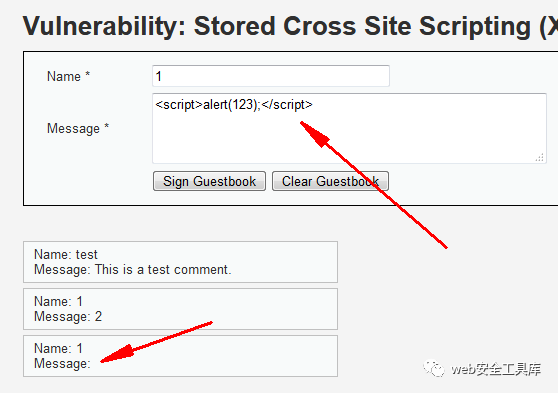 Vulnerability: Stored Cross Site Scripting (X
Name * 1
Message * <script>alert(123);</script>
Sign Guestbook Clear Guestbook
Name: test
Message: This is a test comment.
Name: 1
Message: 2
Name: 1
Message:
web安全工具库